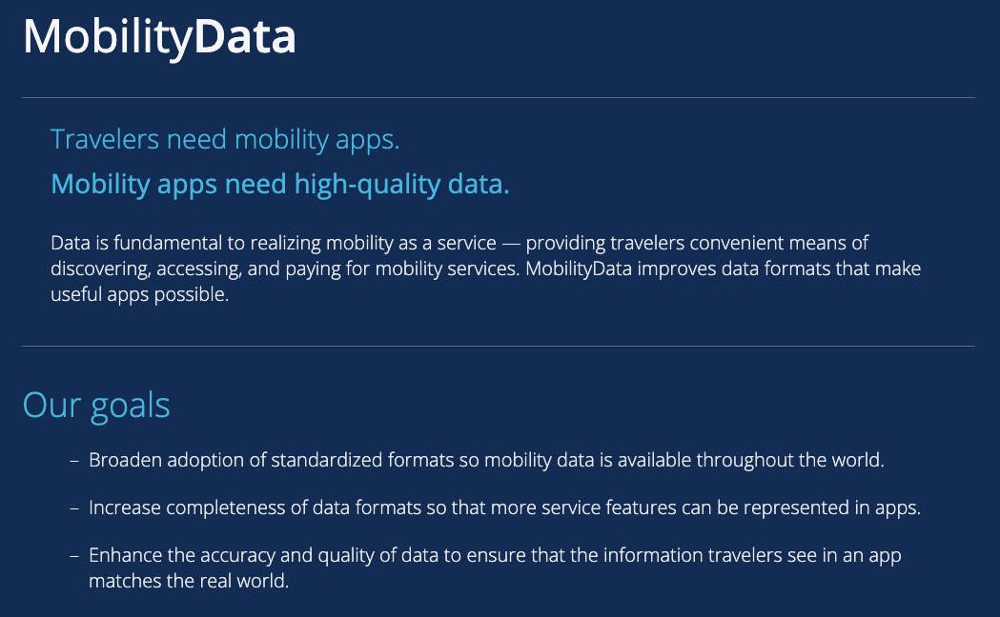 MobilityData
Travelers need mobility apps.
Mobility apps need high-quality data.
Data is fundamental to realizing mobility as a service — providing travelers convenient means of
discovering, accessing, and paying for mobility services. MobilityData improves data formats that make
useful apps possible.
Our goals
– Broaden adoption of standardized formats so mobility data is available throughout the world.
– Increase completeness of data formats so that more service features can be represented in apps.
– Enhance the accuracy and quality of data to ensure that the information travelers see in an app
matches the real world.